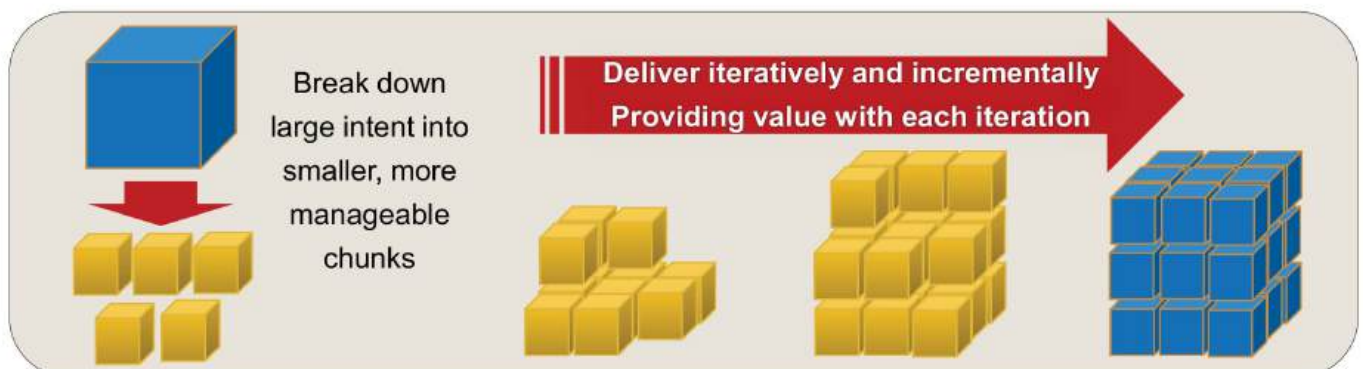 Break down
large intent into
smaller, more
manageable
chunks
Deliver iteratively and incrementally
Providing value with each iteration